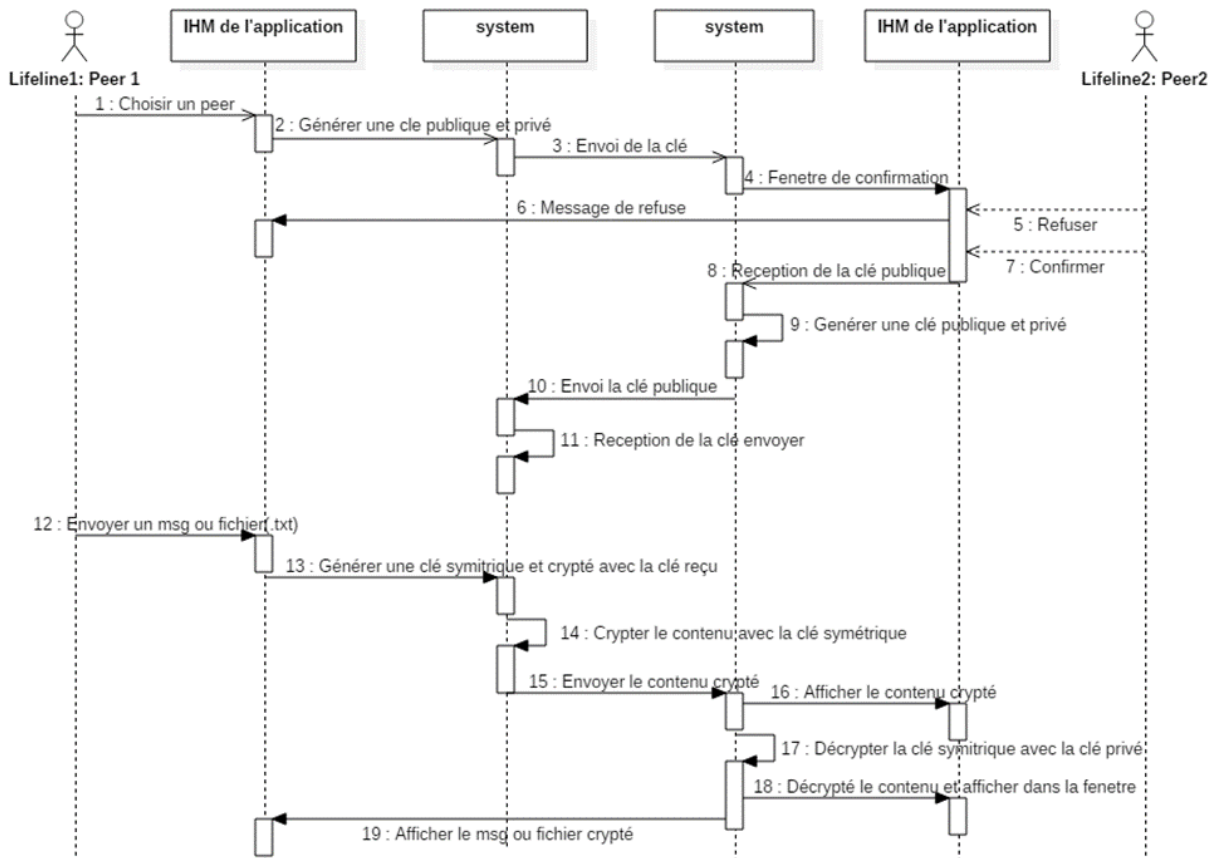 IHM de l'application
system
system
IHM de l'application
Lifeline1: Peer 1
Lifeline2: Peer2
1 : Choisir un peer
2 : Générer une cle publique et privé
3 : Envoi de la clé
4 : Fenetre de confirmation
6 : Message de refuse
5 : Refuser
7 : Confirmer
8 : Reception de la clé publique
9 : Genérer une clé publique et privé
10 : Envoi la clé publique
11 : Reception de la clé envoyer
12 : Envoyer un msg ou fichier(.txt)
13 : Générer une clé symitrique et crypté avec la clé reçu
14 : Crypter le contenu avec la clé symétrique
15 : Envoyer le contenu crypté
16 : Afficher le contenu crypté
17 : Décrypter la clé symitrique avec la clé privé
18 : Décrypté le contenu et afficher dans la fenetre
19 : Afficher le msg ou fichier crypté